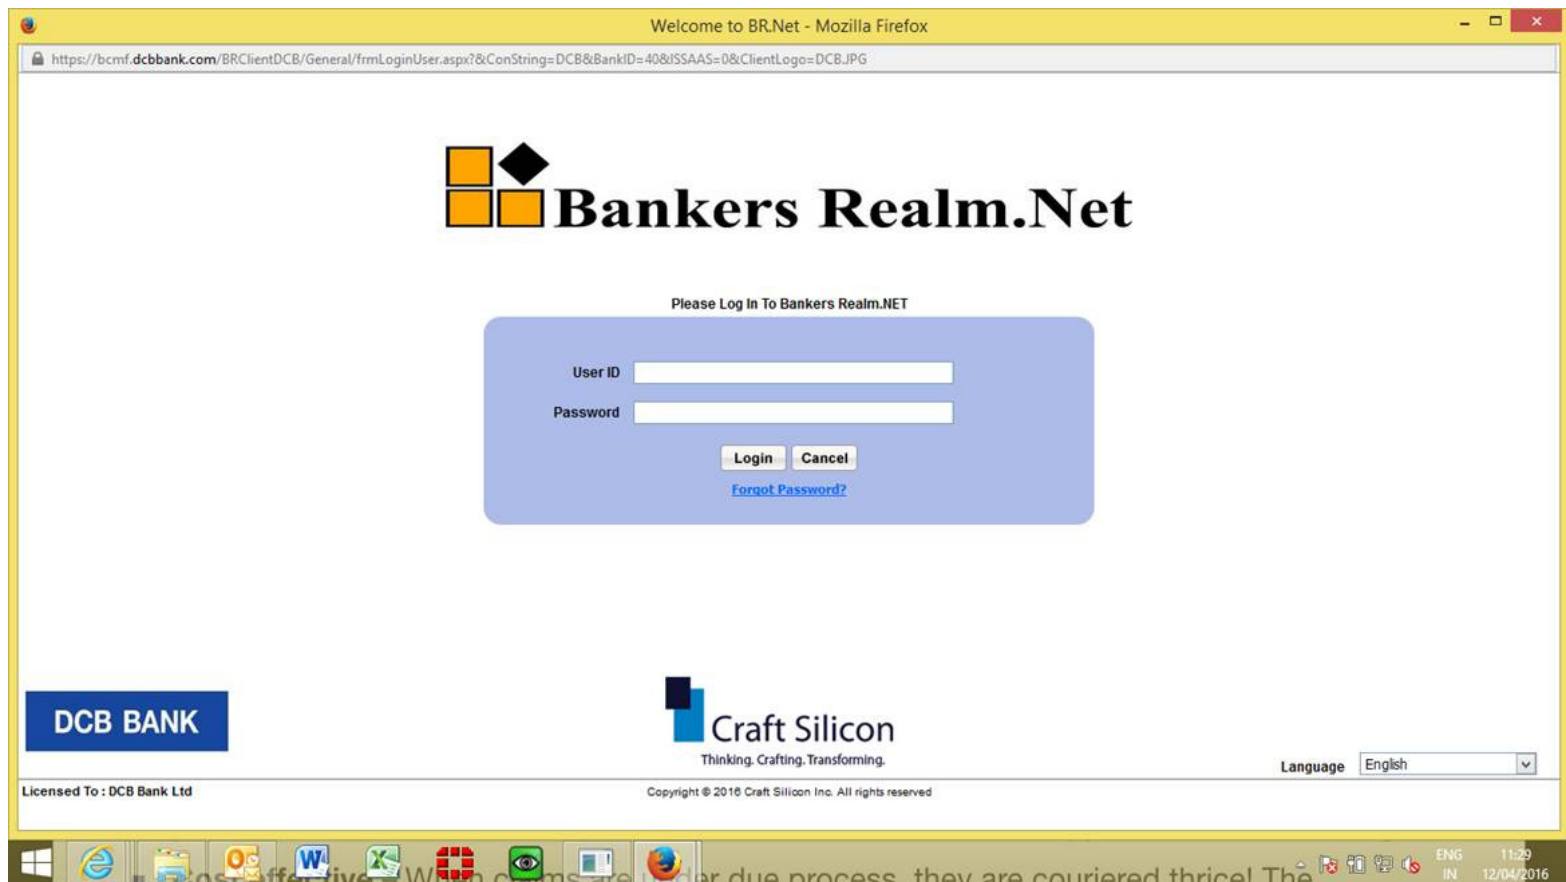 Welcome to BR.Net - Mozilla Firefox
https://bcmf.dcbbank.com/BRClientDCB/General/frmLoginUser.aspx?&ConString=DCB&BankID=40&ISSAAS=0&ClientLogo=DCB.JPG
Bankers Realm.Net
Please Log In To Bankers Realm.NET
User ID
Password
Login Cancel
Forgot Password?
DCB BANK
Craft Silicon
Thinking. Crafting. Transforming.
Language English
Licensed To : DCB Bank Ltd
Copyright © 2016 Craft Silicon Inc. All rights reserved
ENG 11:29
IN 12/04/2016
due process, they are couriered thrice! The